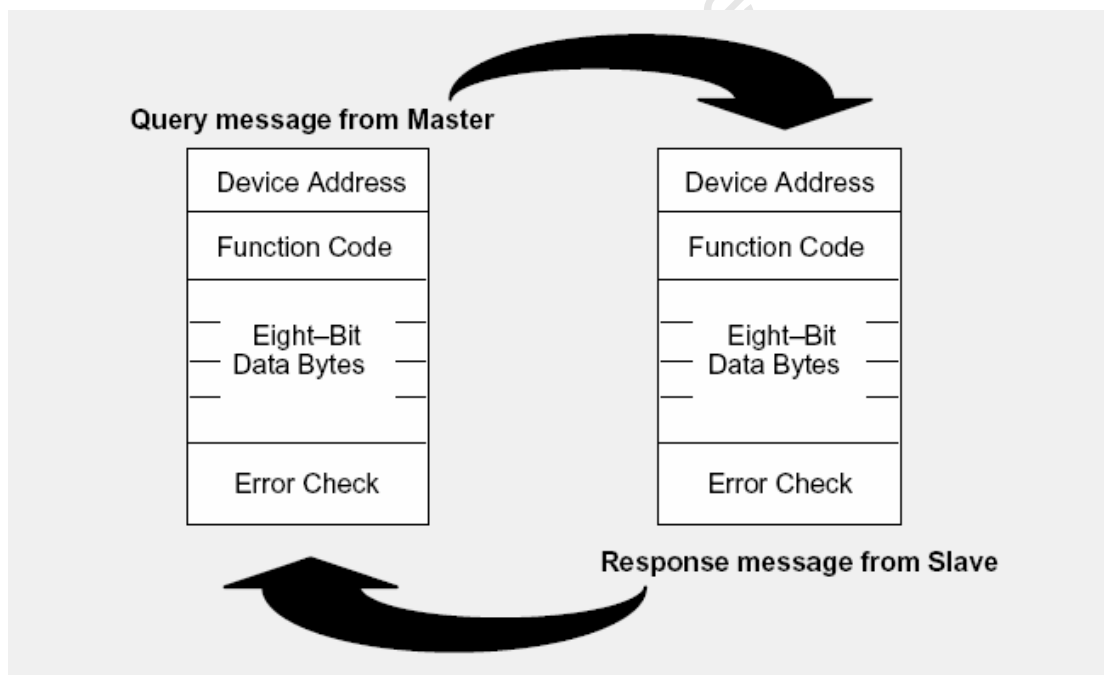 Query message from Master
Device Address
Function Code
Eight–Bit
Data Bytes
Error Check
Device Address
Function Code
Eight–Bit
Data Bytes
Error Check
Response message from Slave